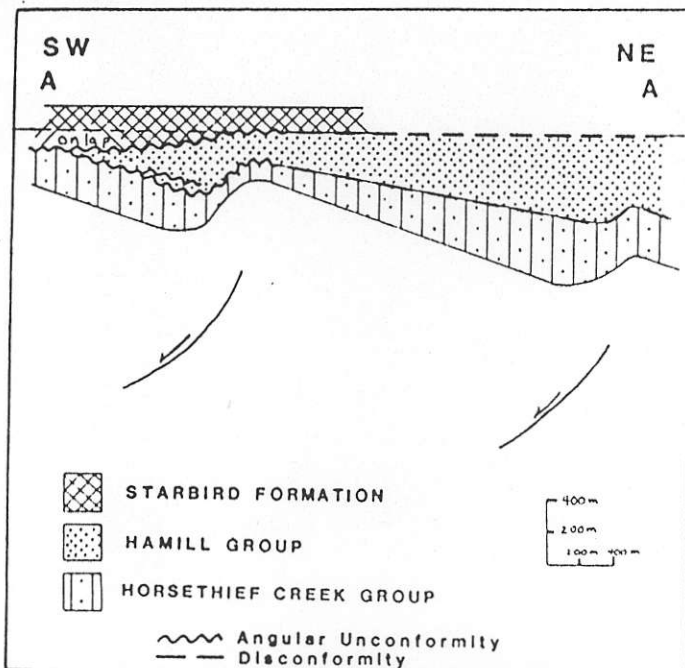 SW
NE
A
A
onlap
STARBIRD FORMATION
HAMILL GROUP
HORSETHIEF CREEK GROUP
400m
200m
100m 400m
Angular Unconformity
Disconformity